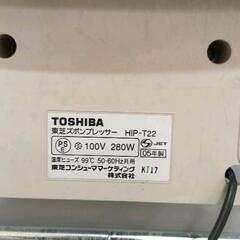 TOSHIBA
東芝ズボンプレッサー HIP-T22
PS E 100V 280W S JET
05年製
温度ヒューズ 99℃ 50-60Hz共用
東芝コンシューママーケティング
株式会社 KJ17